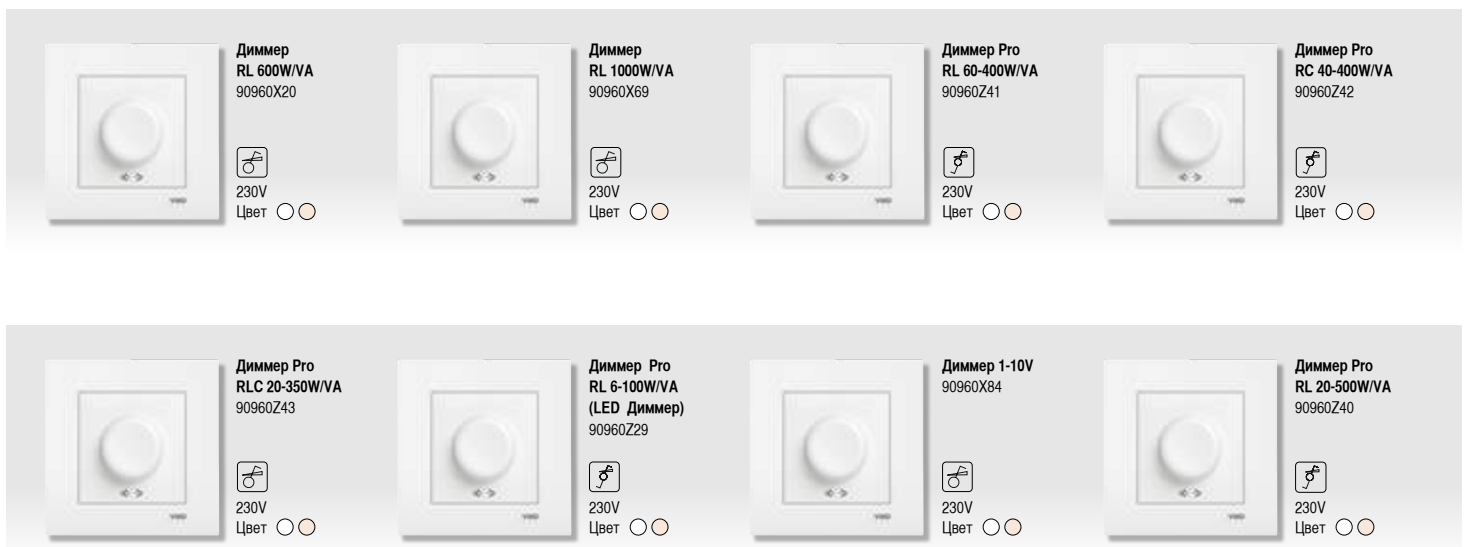 Диммер
RL 600W/VA
90960X20
230V
Цвет
Диммер
RL 1000W/VA
90960X69
230V
Цвет
Диммер Pro
RL 60-400W/VA
90960Z41
230V
Цвет
Диммер Pro
RC 40-400W/VA
90960Z42
230V
Цвет
Диммер Pro
RLC 20-350W/VA
90960Z43
230V
Цвет
Диммер Pro
RL 6-100W/VA
(LED Диммер)
90960Z29
230V
Цвет
Диммер 1-10V
90960X84
230V
Цвет
Диммер Pro
RL 20-500W/VA
90960Z40
230V
Цвет